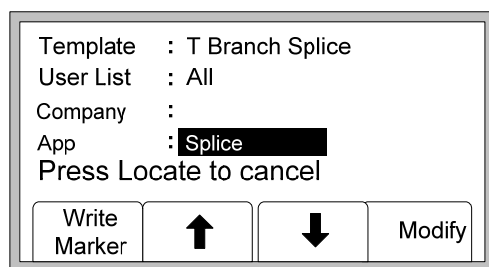 Template : T Branch Splice
User List : All
Company :
App : Splice
Press Locate to cancel
Write
Marker
Modify